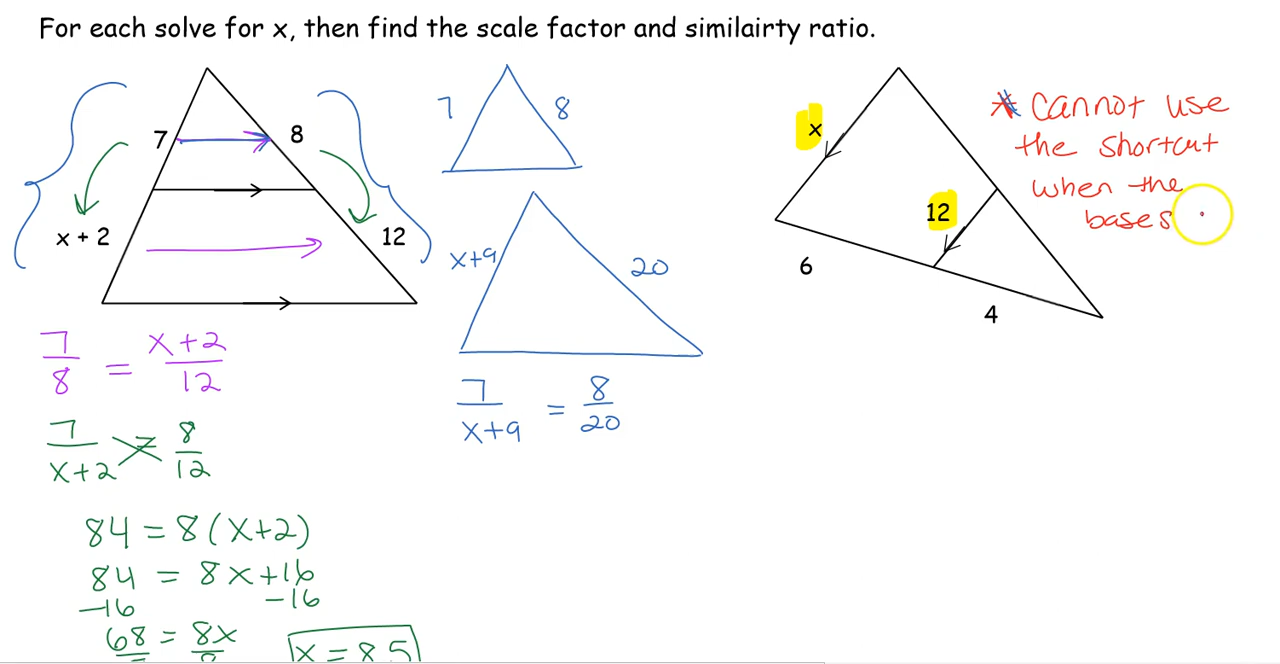 For each solve for x, then find the scale factor and similairty ratio.
7
8
x + 2
12
7
8
x+9
20
7/8 = x+2/12
7/x+2 = 8/12
84 = 8(x+2)
84 = 8x+16
-16 -16
68 = 8x
x = 8.5
7/x+9 = 8/20
x
12
6
4
* Cannot use
the shortcut
when the
bases